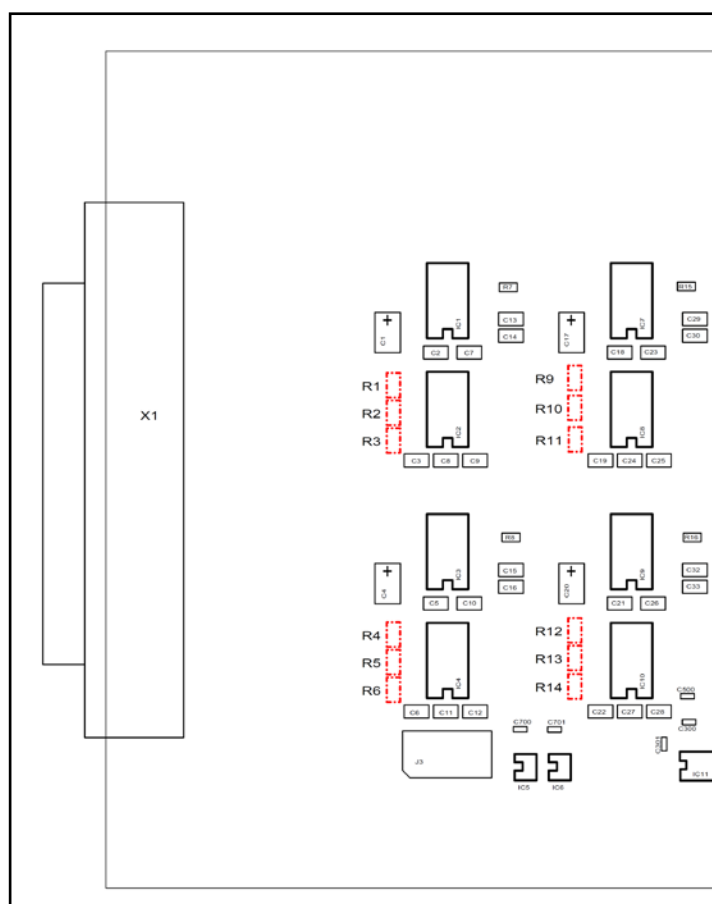 R7
R15
+
+
C1
IC1
C13
C17
IC7
C29
C14
C30
C2
C7
C18
C23
R1
R9
R2
R10
X1
R3
IC2
R11
IC8
C3
C8
C9
C19
C24
C25
R8
R16
+
+
C4
IC3
C15
C20
IC9
C32
C16
C33
C5
C10
C21
C26
R4
R12
R5
R13
R6
IC4
R14
IC10
C500
C6
C11
C12
C22
C27
C28
C700
C701
C300
C301
J3
IC5
IC6
IC11